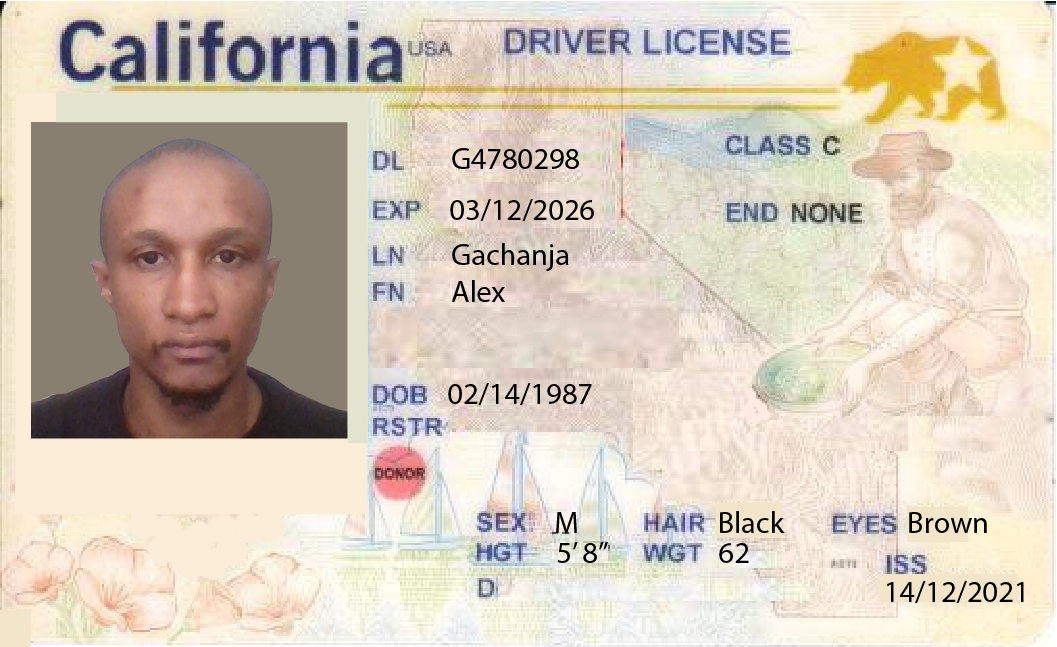 California USA DRIVER LICENSE
CLASS C
DL G4780298
EXP 03/12/2026
END NONE
LN Gachanja
FN Alex
DOB 02/14/1987
RSTR
DONOR
SEX M HAIR Black EYES Brown
HGT 5'8" WGT 62
ISS
D
14/12/2021